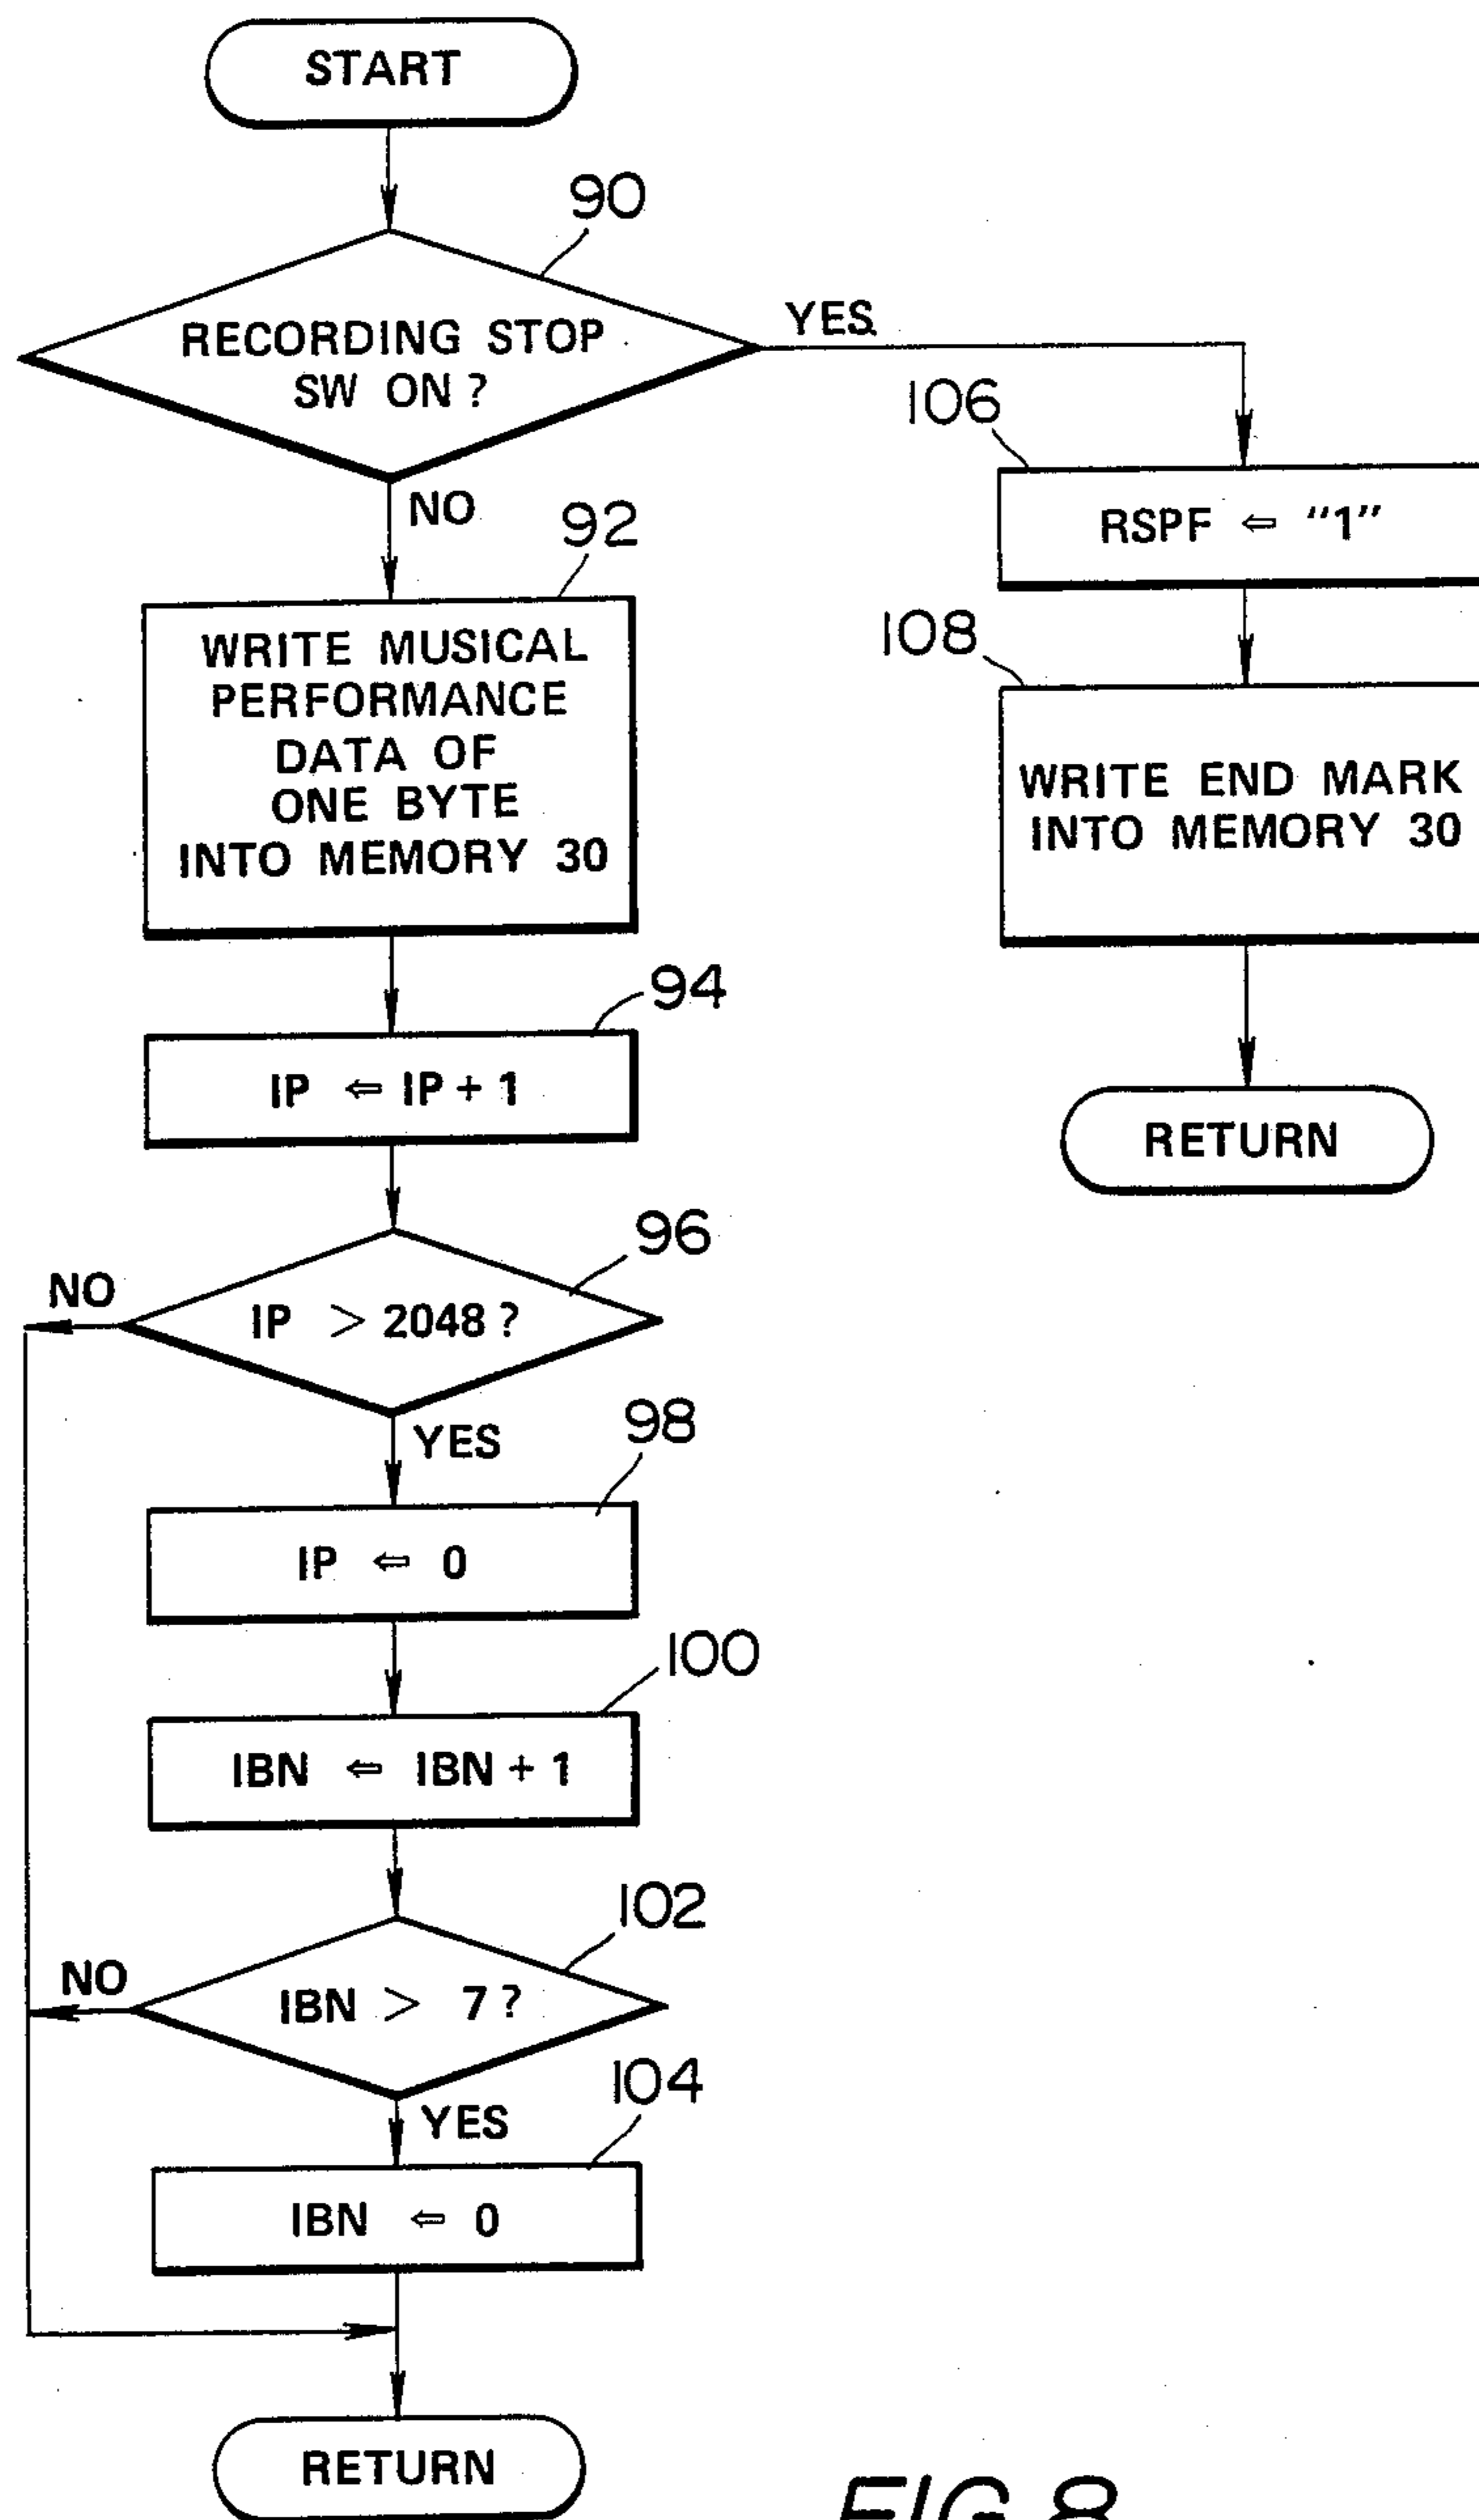 START
90
RECORDING STOP
SW ON ?
YES
NO
106
RSPF ⇐ "1"
92
WRITE MUSICAL
PERFORMANCE
DATA OF
ONE BYTE
INTO MEMORY 30
108
WRITE END MARK
INTO MEMORY 30
RETURN
94
IP ⇐ IP + 1
96
IP > 2048 ?
NO
YES
98
IP ⇐ 0
100
IBN ⇐ IBN + 1
102
IBN > 7 ?
NO
YES
104
IBN ⇐ 0
RETURN
FIG. 8